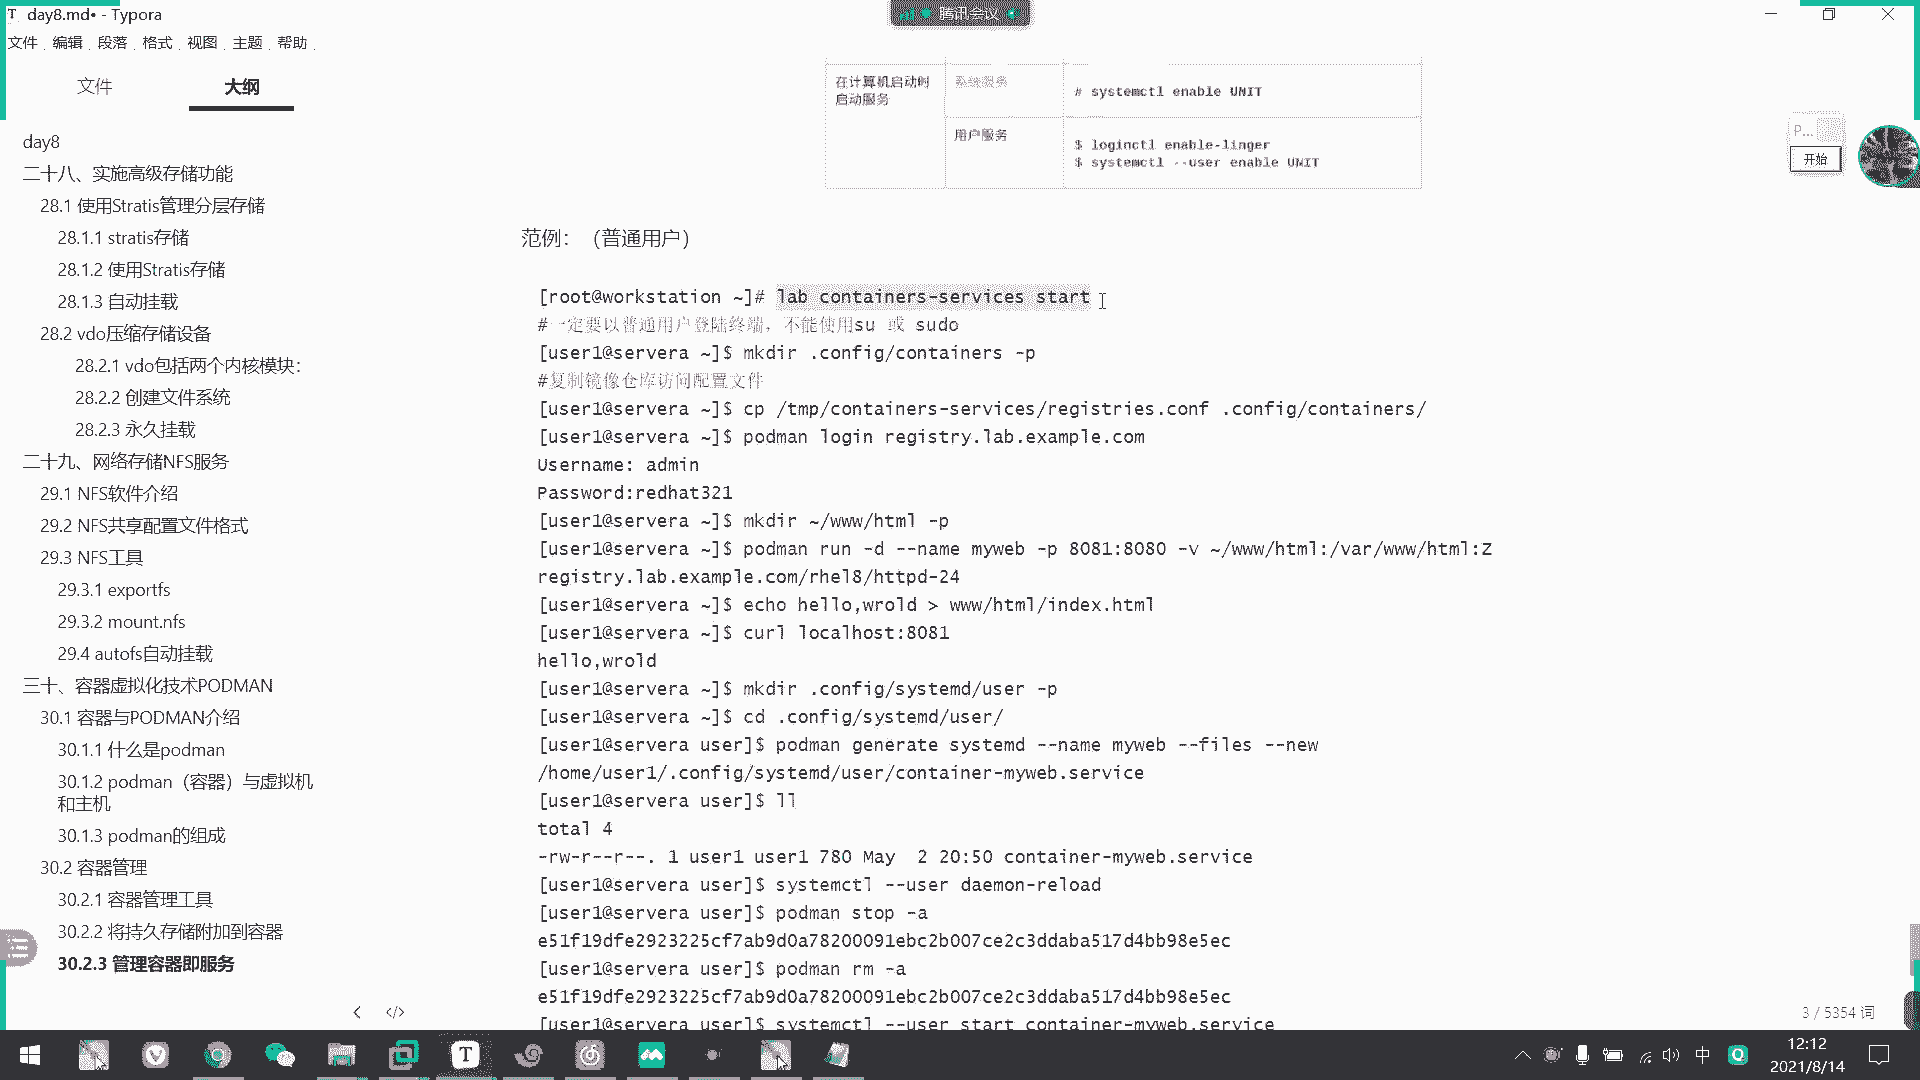 T day8.md• - Typora
腾讯会议
文件 编辑 段落 格式 视图 主题 帮助
文件 大纲
day8
二十八、实施高级存储功能
28.1 使用Stratis管理分层存储
28.1.1 stratis存储
28.1.2 使用Stratis存储
28.1.3 自动挂载
28.2 vdo压缩存储设备
28.2.1 vdo包括两个内核模块：
28.2.2 创建文件系统
28.2.3 永久挂载
二十九、网络存储NFS服务
29.1 NFS软件介绍
29.2 NFS共享配置文件格式
29.3 NFS工具
29.3.1 exportfs
29.3.2 mount.nfs
29.4 autofs自动挂载
三十、容器虚拟化技术PODMAN
30.1 容器与PODMAN介绍
30.1.1 什么是podman
30.1.2 podman（容器）与虚拟机
和主机
30.1.3 podman的组成
30.2 容器管理
30.2.1 容器管理工具
30.2.2 将持久存储附加到容器
30.2.3 管理容器即服务
在计算机启动时
启动服务
系统服务
# systemctl enable UNIT
用户服务
$ loginctl enable-linger
$ systemctl --user enable UNIT
P...
开始
范例：（普通用户）
[root@workstation ~]# lab containers-services start
#一定要以普通用户登陆终端，不能使用su 或 sudo
[user1@servera ~]$ mkdir .config/containers -p
#复制镜像仓库访问配置文件
[user1@servera ~]$ cp /tmp/containers-services/registries.conf .config/containers/
[user1@servera ~]$ podman login registry.lab.example.com
Username: admin
Password:redhat321
[user1@servera ~]$ mkdir ~/www/html -p
[user1@servera ~]$ podman run -d --name myweb -p 8081:8080 -v ~/www/html:/var/www/html:Z
registry.lab.example.com/rhel8/httpd-24
[user1@servera ~]$ echo hello,wrold > www/html/index.html
[user1@servera ~]$ curl localhost:8081
hello,wrold
[user1@servera ~]$ mkdir .config/systemd/user -p
[user1@servera ~]$ cd .config/systemd/user/
[user1@servera user]$ podman generate systemd --name myweb --files --new
/home/user1/.config/systemd/user/container-myweb.service
[user1@servera user]$ ll
total 4
-rw-r--r--. 1 user1 user1 780 May  2 20:50 container-myweb.service
[user1@servera user]$ systemctl --user daemon-reload
[user1@servera user]$ podman stop -a
e51f19dfe2923225cf7ab9d0a78200091ebc2b007ce2c3ddaba517d4bb98e5ec
[user1@servera user]$ podman rm -a
e51f19dfe2923225cf7ab9d0a78200091ebc2b007ce2c3ddaba517d4bb98e5ec
[user1@servera user]$ systemctl --user start container-myweb.service
</> 3 / 5354 词
中
12:12
2021/8/14